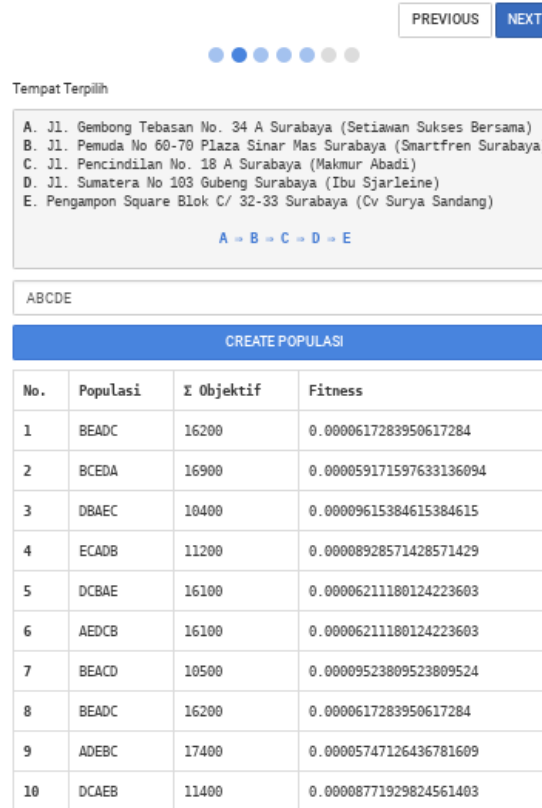 PREVIOUS NEXT
Tempat Terpilih
A. Jl. Gembong Tebasan No. 34 A Surabaya (Setiawan Sukses Bersama)
B. Jl. Pemuda No 60-70 Plaza Sinar Mas Surabaya (Smartfren Surabaya
C. Jl. Pencindilan No. 18 A Surabaya (Makmur Abadi)
D. Jl. Sumatera No 103 Gubeng Surabaya (Ibu Sjarleine)
E. Pengampon Square Blok C/ 32-33 Surabaya (Cv Surya Sandang)
A ⇒ B ⇒ C ⇒ D ⇒ E
ABCDE
CREATE POPULASI
No. Populasi Σ Objektif Fitness
1 BEADC 16200 0.0000617283950617284
2 BCEDA 16900 0.000059171597633136094
3 DBAEC 10400 0.00009615384615384615
4 ECADB 11200 0.00008928571428571429
5 DCBAE 16100 0.00006211180124223603
6 AEDCB 16100 0.00006211180124223603
7 BEACD 10500 0.00009523809523809524
8 BEADC 16200 0.0000617283950617284
9 ADEBC 17400 0.00005747126436781609
10 DCAEB 11400 0.00008771929824561403